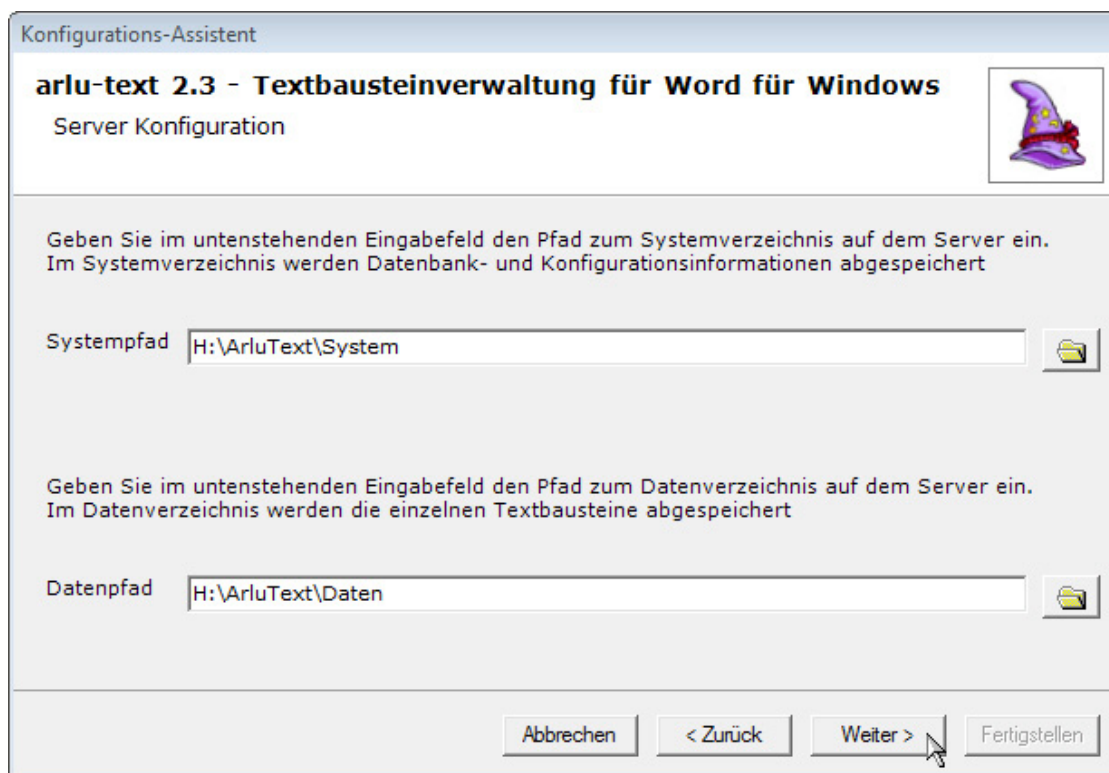 Konfigurations-Assistent
arlu-text 2.3 - Textbausteinverwaltung für Word für Windows
Server Konfiguration
Geben Sie im untenstehenden Eingabefeld den Pfad zum Systemverzeichnis auf dem Server ein.
Im Systemverzeichnis werden Datenbank- und Konfigurationsinformationen abgespeichert
Systempfad H:\ArluText\System
Geben Sie im untenstehenden Eingabefeld den Pfad zum Datenverzeichnis auf dem Server ein.
Im Datenverzeichnis werden die einzelnen Textbausteine abgespeichert
Datenpfad H:\ArluText\Daten
Abbrechen < Zurück Weiter > Fertigstellen